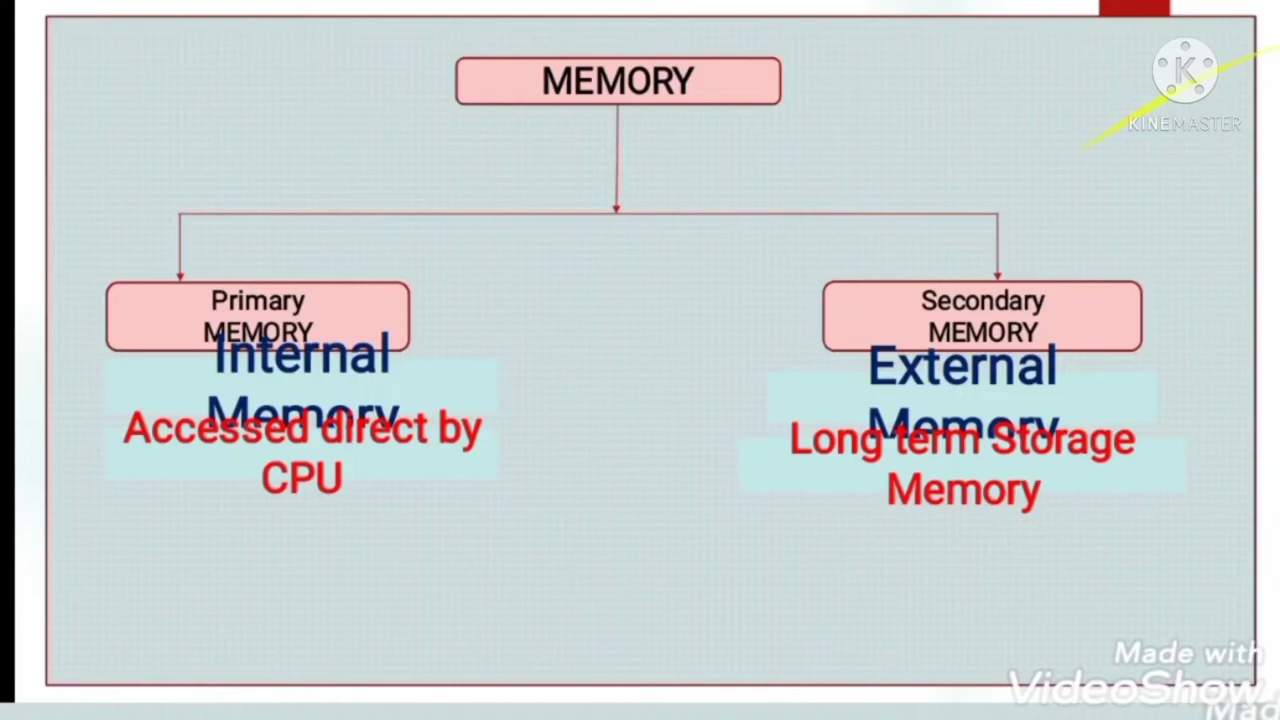 MEMORY
KINEMASTER
Primary
MEMORY
Internal
Memory
Accessed direct by
CPU
Secondary
MEMORY
External
Memory
Long term Storage
Memory
Made with
VideoShow
Mad